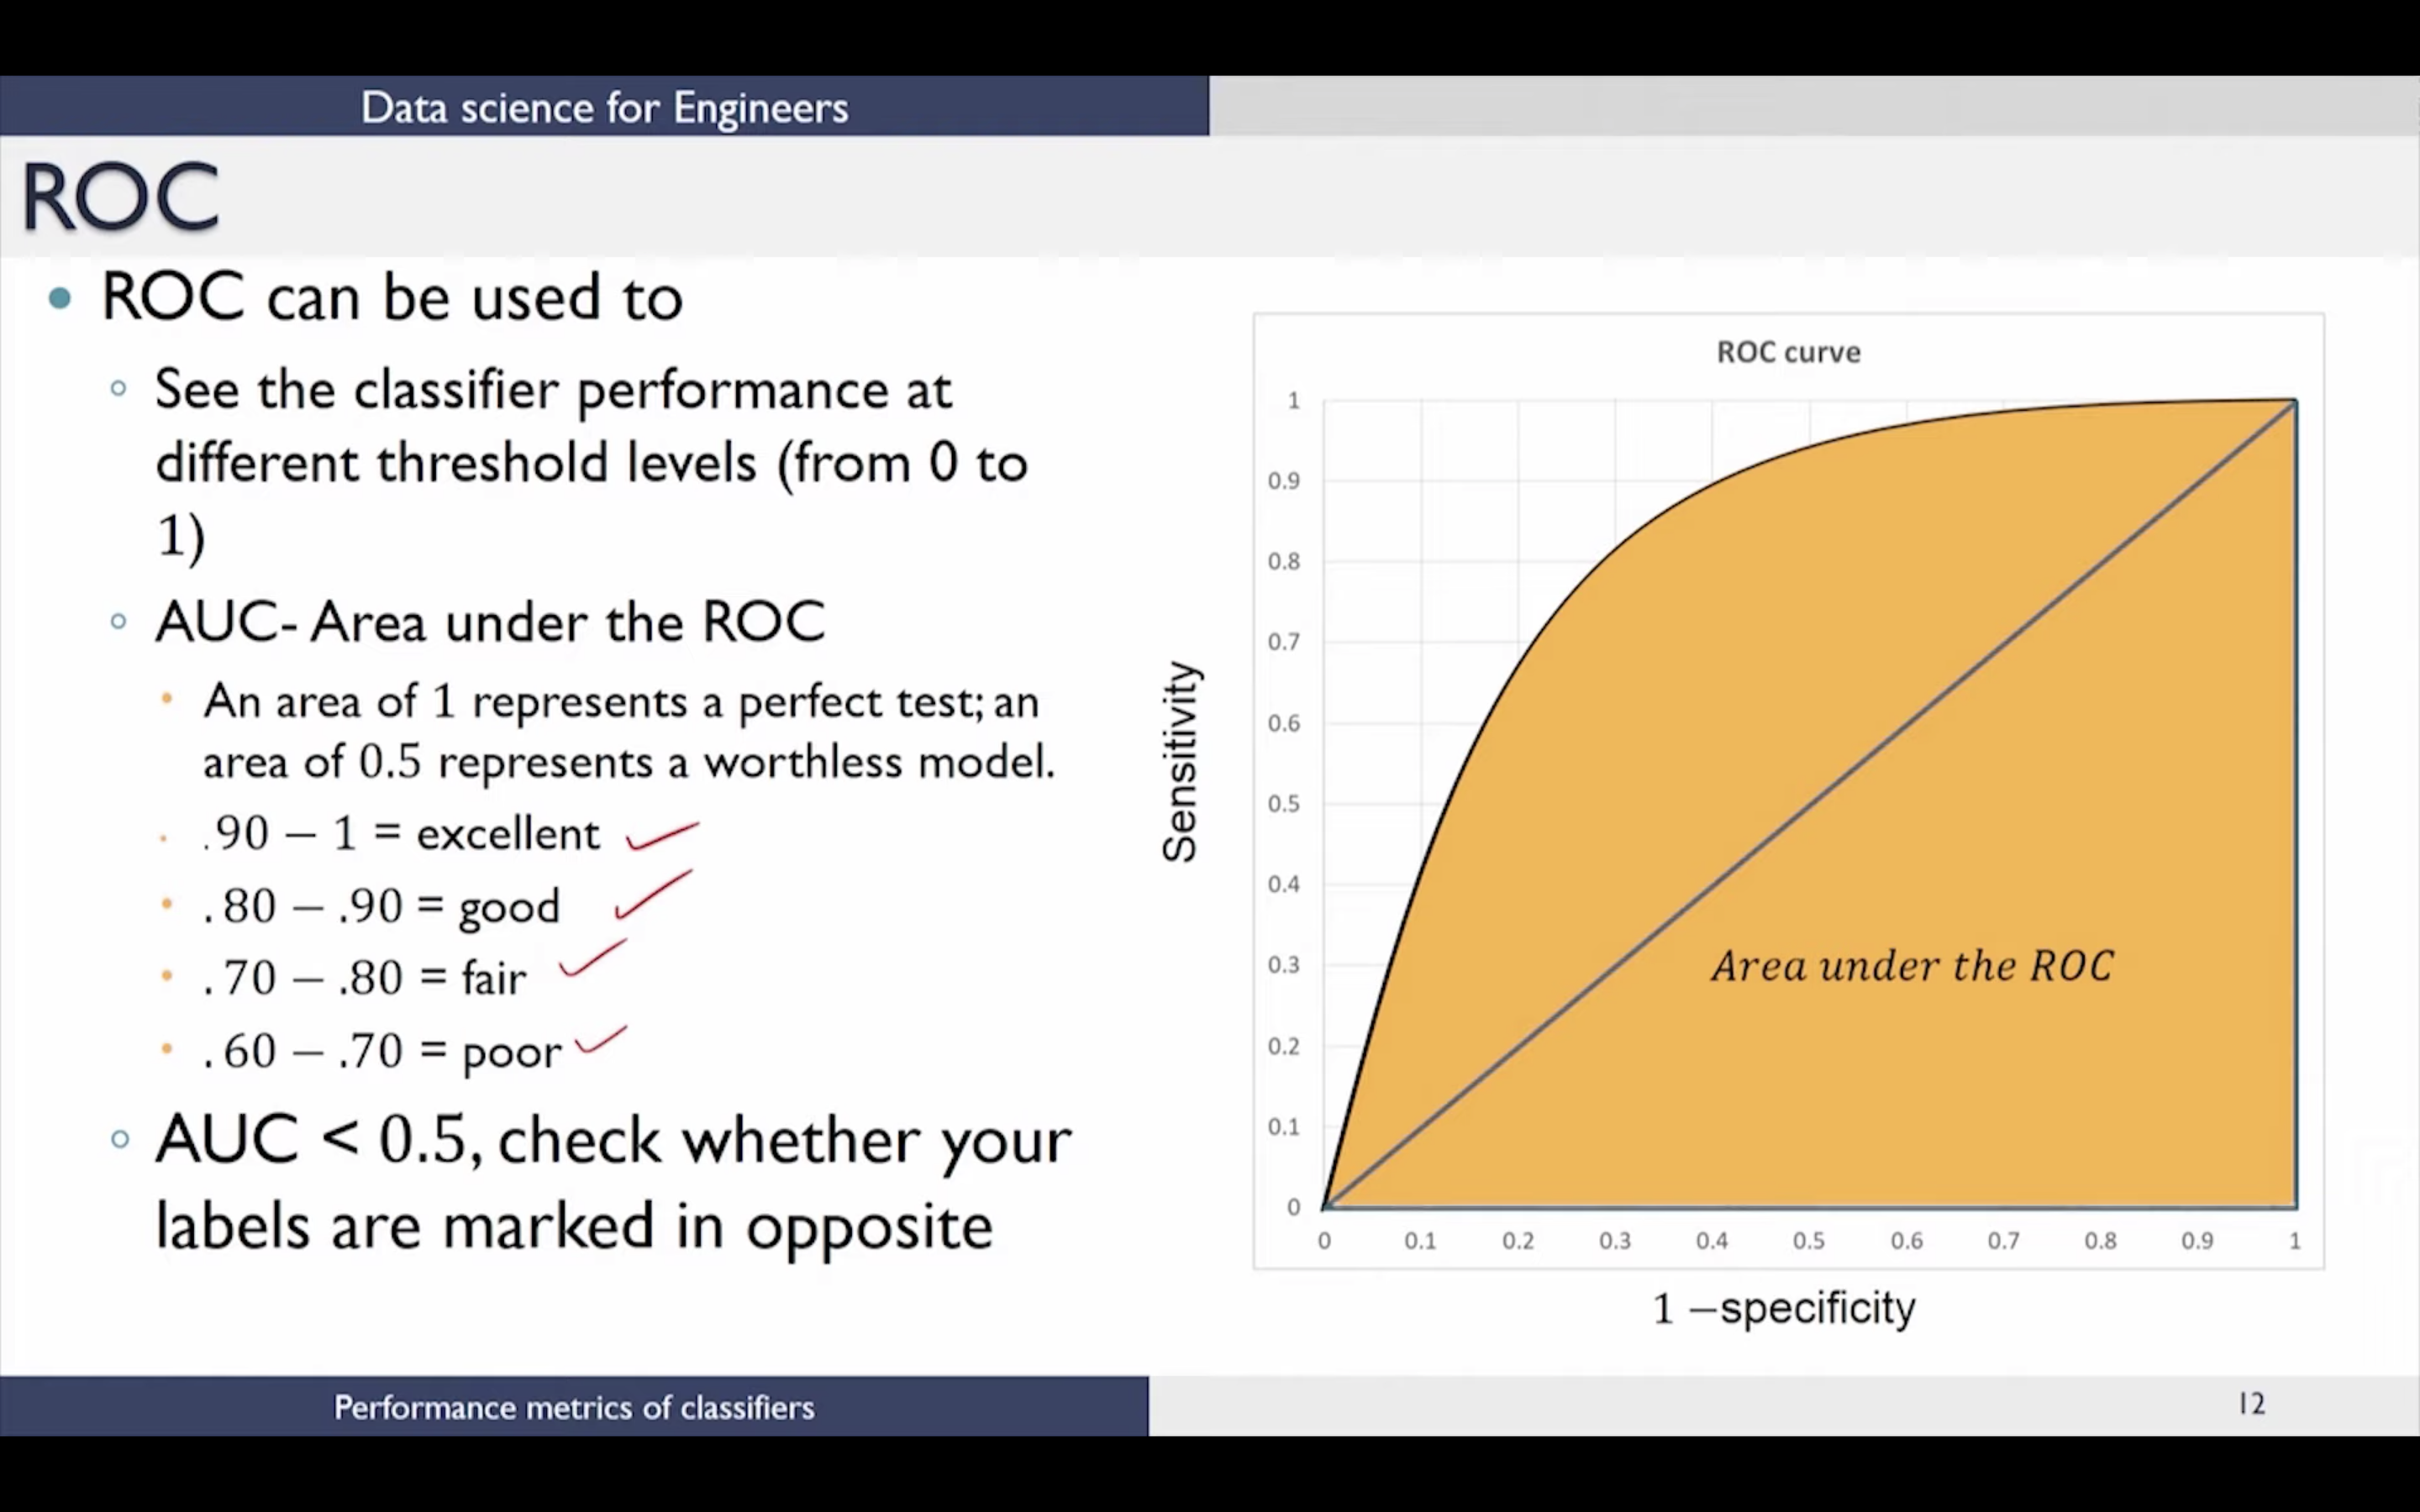 Data science for Engineers
ROC
ROC can be used to
See the classifier performance at
different threshold levels (from 0 to
1)
AUC- Area under the ROC
An area of 1 represents a perfect test; an
area of 0.5 represents a worthless model.
.90 – 1 = excellent
.80 – .90 = good
.70 – .80 = fair
.60 – .70 = poor
AUC < 0.5, check whether your
labels are marked in opposite
ROC curve
Sensitivity
1
0.9
0.8
0.7
0.6
0.5
0.4
0.3
0.2
0.1
0
Area under the ROC
0 0.1 0.2 0.3 0.4 0.5 0.6 0.7 0.8 0.9 1
1 –specificity
Performance metrics of classifiers
12